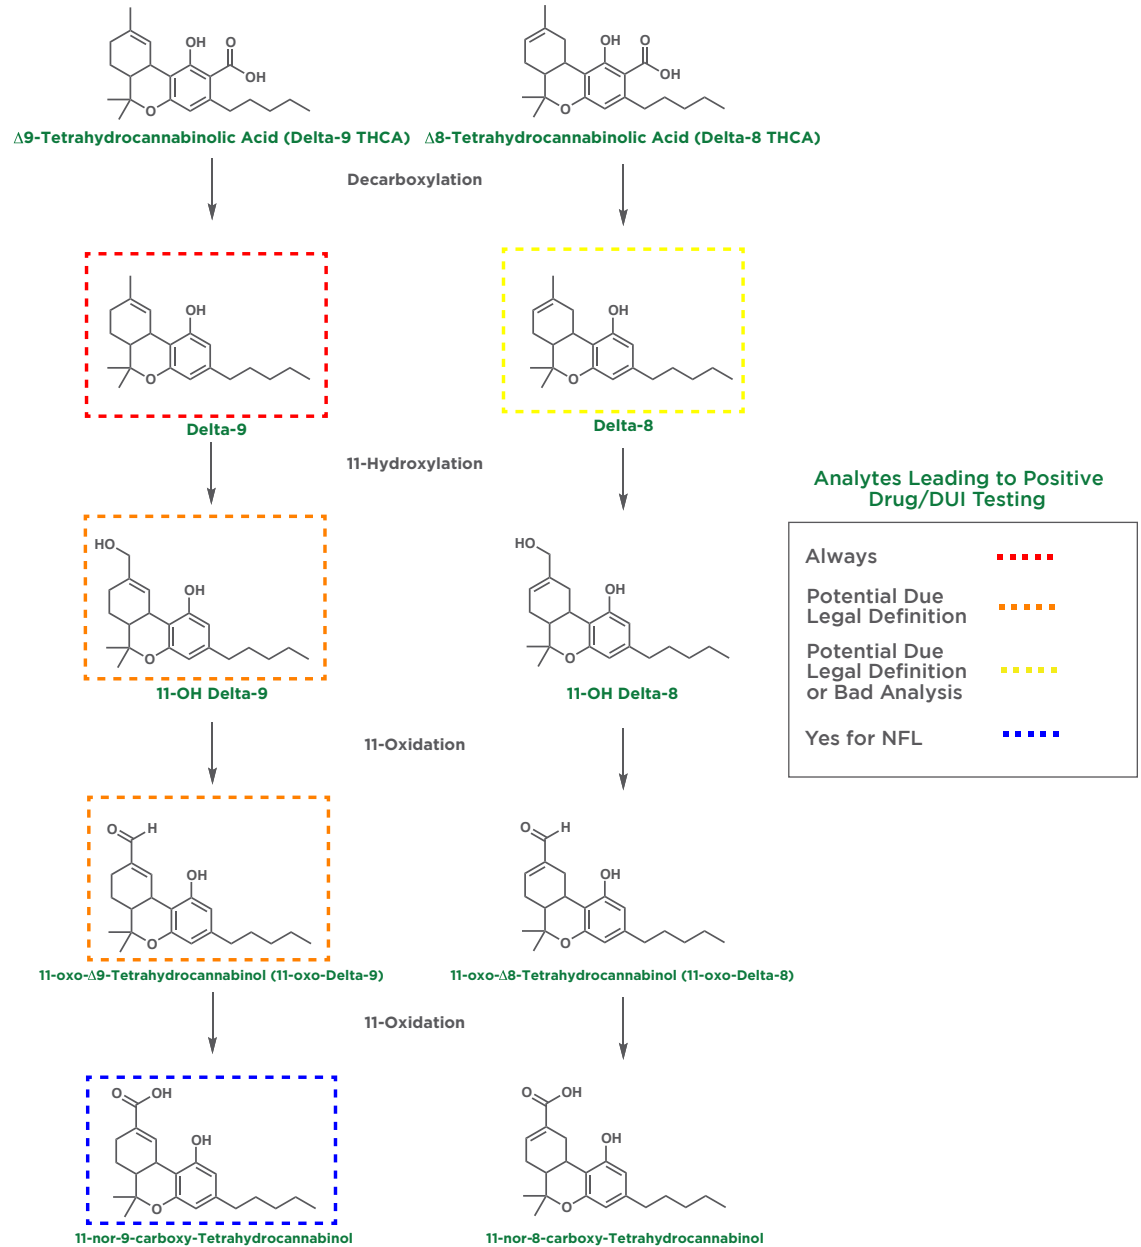 OH
O
OH
O
Δ9-Tetrahydrocannabinolic Acid (Delta-9 THCA)
OH
O
OH
O
Δ8-Tetrahydrocannabinolic Acid (Delta-8 THCA)
Decarboxylation
OH
O
Delta-9
OH
O
Delta-8
11-Hydroxylation
HO
OH
O
11-OH Delta-9
HO
OH
O
11-OH Delta-8
11-Oxidation
O
H
OH
O
11-oxo-Δ9-Tetrahydrocannabinol (11-oxo-Delta-9)
O
H
OH
O
11-oxo-Δ8-Tetrahydrocannabinol (11-oxo-Delta-8)
11-Oxidation
O
OH
OH
O
11-nor-9-carboxy-Tetrahydrocannabinol
O
OH
OH
O
11-nor-8-carboxy-Tetrahydrocannabinol
Analytes Leading to Positive
Drug/DUI Testing
Always
Potential Due
Legal Definition
Potential Due
Legal Definition
or Bad Analysis
Yes for NFL